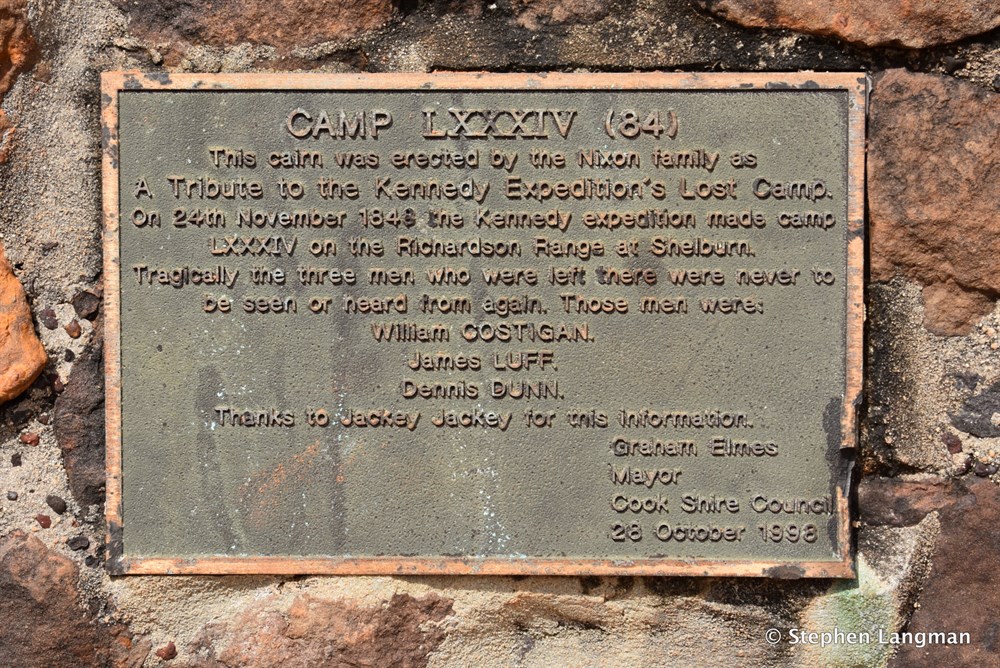 CAMP LXXXIV (84)
This cairn was erected by the Nixon family as
A Tribute to the Kennedy Expedition's Lost Camp.
On 24th November 1848 the Kennedy expedition made camp
LXXXIV on the Richardson Range at Shelburn.
Tragically the three men who were left there were never to
be seen or heard from again. Those men were:
William COSTIGAN.
James LUFF.
Dennis DUNN.
Thanks to Jackey Jackey for this information.
Graham Elmes
Mayor
Cook Shire Council
28 October 1998
© Stephen Langman